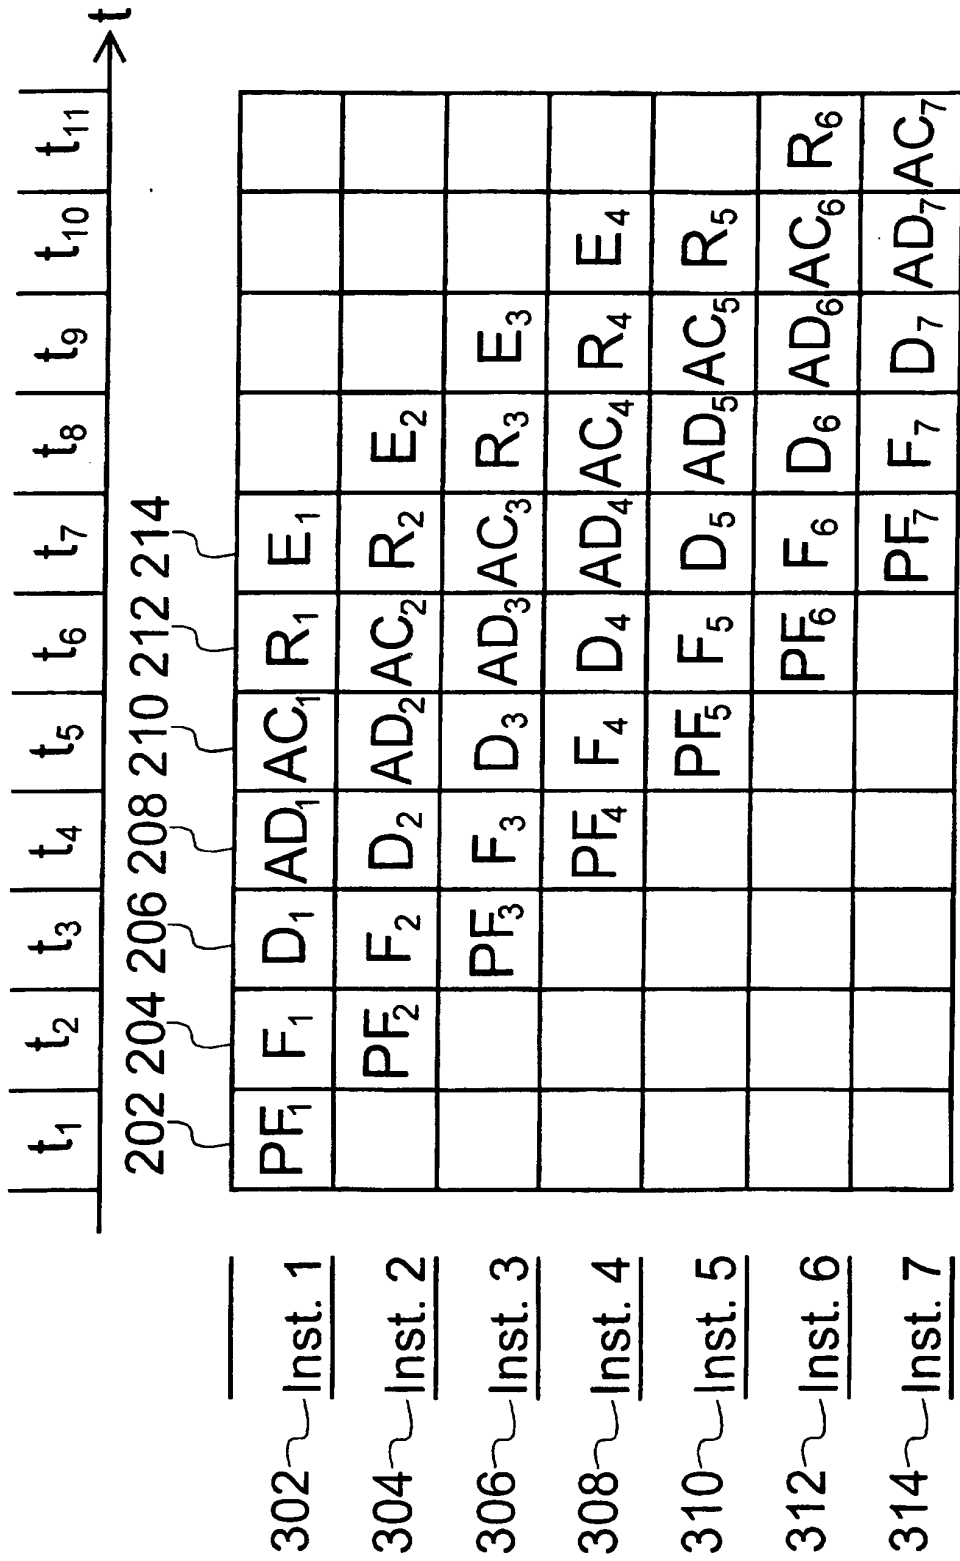 t₁ t₂ t₃ t₄ t₅ t₆ t₇ t₈ t₉ t₁₀ t₁₁ t
202 204 206 208 210 212 214
302 Inst. 1 PF₁ F₁ D₁ AD₁ AC₁ R₁ E₁
304 Inst. 2 PF₂ F₂ D₂ AD₂ AC₂ R₂ E₂
306 Inst. 3 PF₃ F₃ D₃ AD₃ AC₃ R₃ E₃
308 Inst. 4 PF₄ F₄ D₄ AD₄ AC₄ R₄ E₄
310 Inst. 5 PF₅ F₅ D₅ AD₅ AC₅ R₅
312 Inst. 6 PF₆ F₆ D₆ AD₆ AC₆ R₆
314 Inst. 7 PF₇ F₇ D₇ AD₇ AC₇